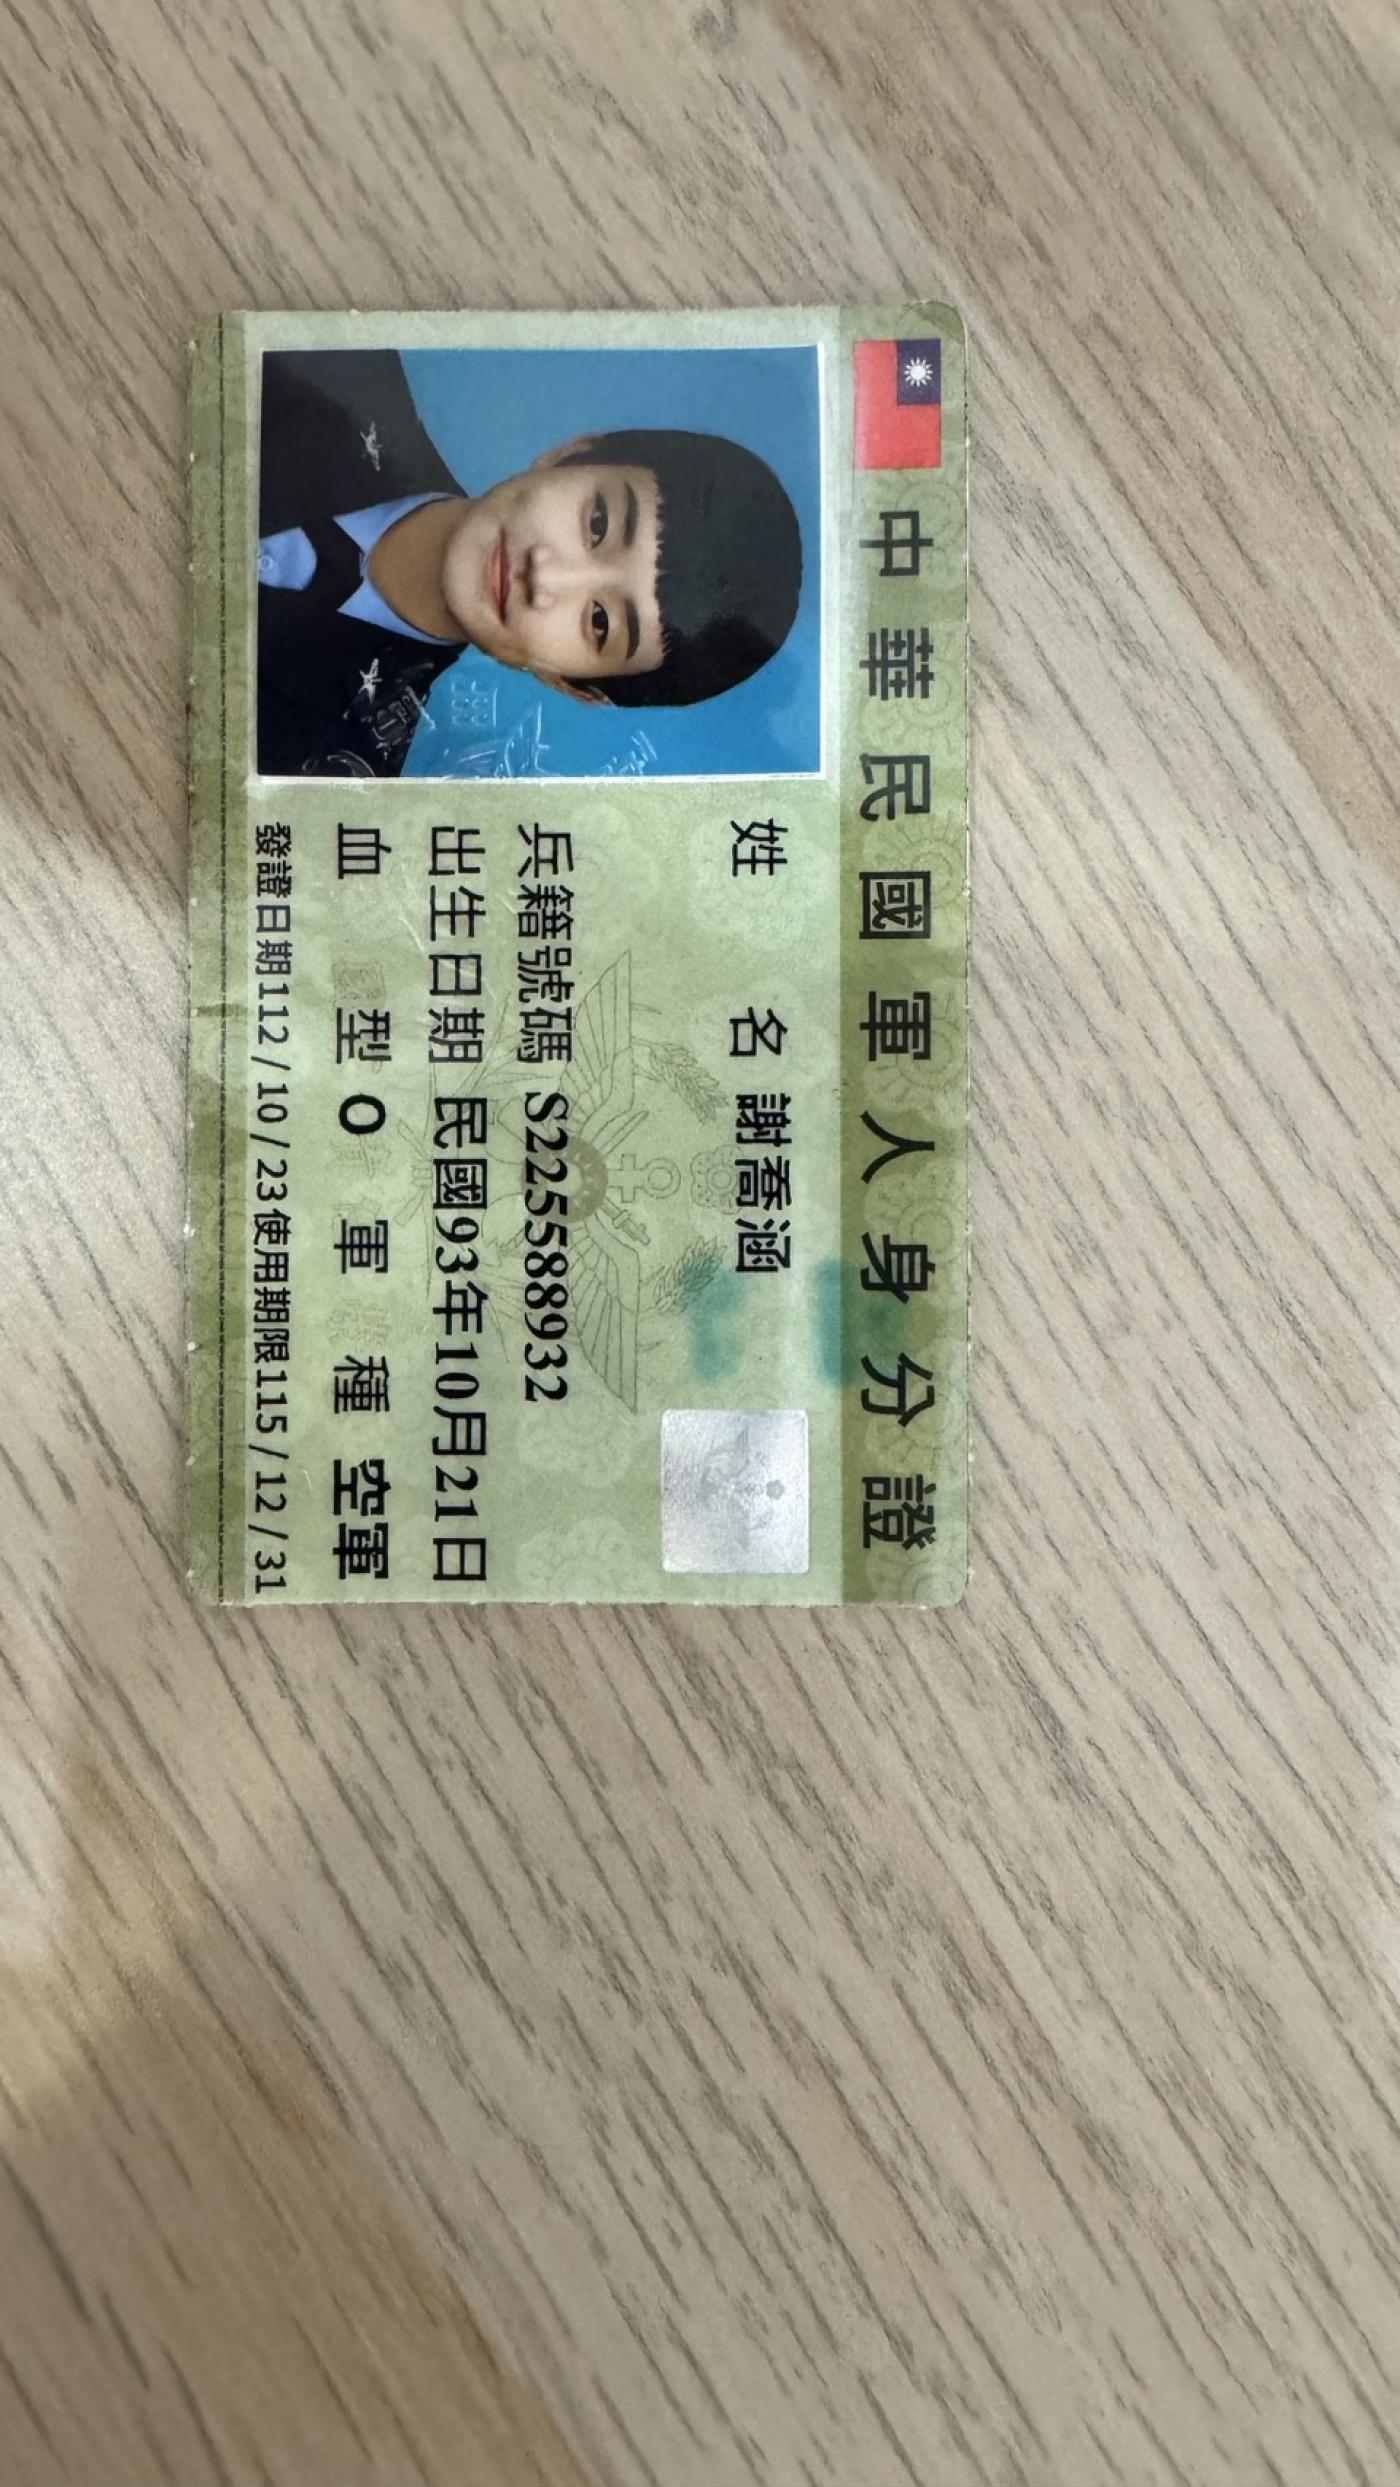 中華民國軍人身分證
姓名 謝喬涵
兵籍號碼 S225588932
出生日期 民國93年10月21日
血型 O 軍種 空軍
發證日期112/10/23使用期限115/12/31